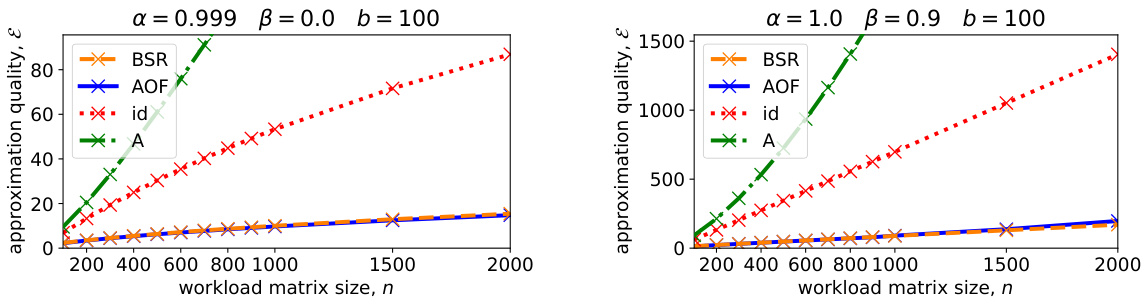 α = 0.999 β = 0.0 b = 100
approximation quality, ℰ
80
60
40
20
0
BSR
AOF
id
A
200 400 600 800 1000 1500 2000
workload matrix size, n
α = 1.0 β = 0.9 b = 100
approximation quality, ℰ
1500
1000
500
0
BSR
AOF
id
A
200 400 600 800 1000 1500 2000
workload matrix size, n